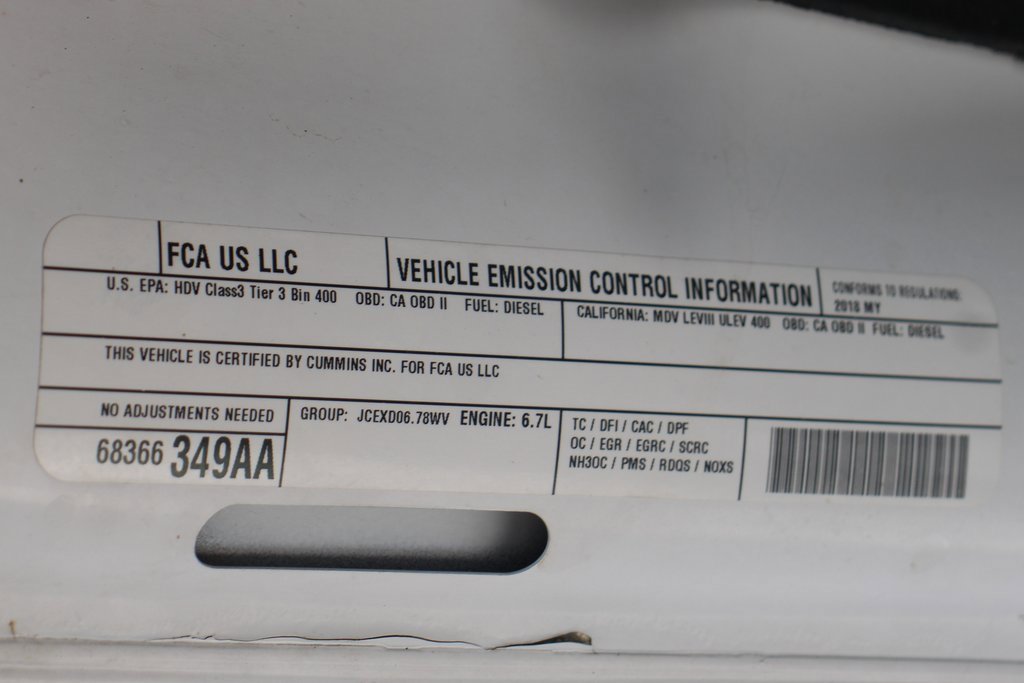 FCA US LLC
VEHICLE EMISSION CONTROL INFORMATION
CONFORMS TO REGULATIONS:
2018 MY
U.S. EPA: HDV Class3 Tier 3 Bin 400 OBD: CA OBD II FUEL: DIESEL
CALIFORNIA: MDV LEVIII ULEV 400 OBD: CA OBD II FUEL: DIESEL
THIS VEHICLE IS CERTIFIED BY CUMMINS INC. FOR FCA US LLC
NO ADJUSTMENTS NEEDED
68366 349AA
GROUP: JCEXD06.78WV ENGINE: 6.7L
TC / DFI / CAC / DPF
OC / EGR / EGRC / SCRC
NH3OC / PMS / RDQS / NOXS